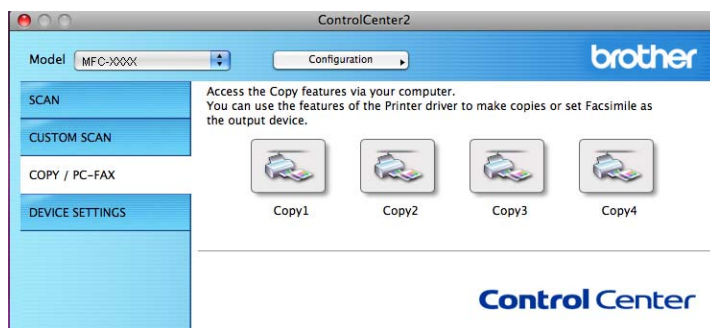 ControlCenter2
Model MFC-XXXX Configuration brother
SCAN
CUSTOM SCAN
COPY / PC-FAX
DEVICE SETTINGS
Access the Copy features via your computer.
You can use the features of the Printer driver to make copies or set Facsimile as
the output device.
Copy1 Copy2 Copy3 Copy4
Control Center